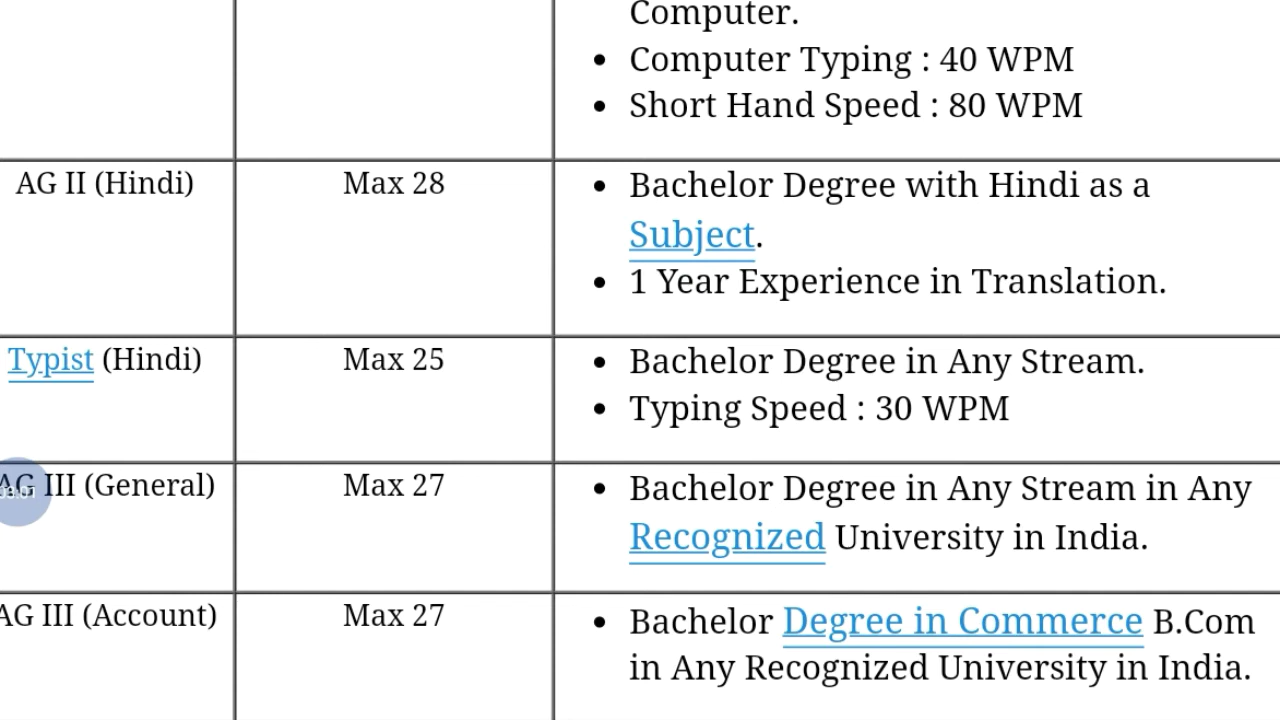 Computer.
• Computer Typing : 40 WPM
• Short Hand Speed : 80 WPM
AG II (Hindi)
Max 28
• Bachelor Degree with Hindi as a
Subject.
• 1 Year Experience in Translation.
Typist (Hindi)
Max 25
• Bachelor Degree in Any Stream.
• Typing Speed : 30 WPM
AG III (General)
03:01
Max 27
• Bachelor Degree in Any Stream in Any
Recognized University in India.
AG III (Account)
Max 27
• Bachelor Degree in Commerce B.Com
in Any Recognized University in India.